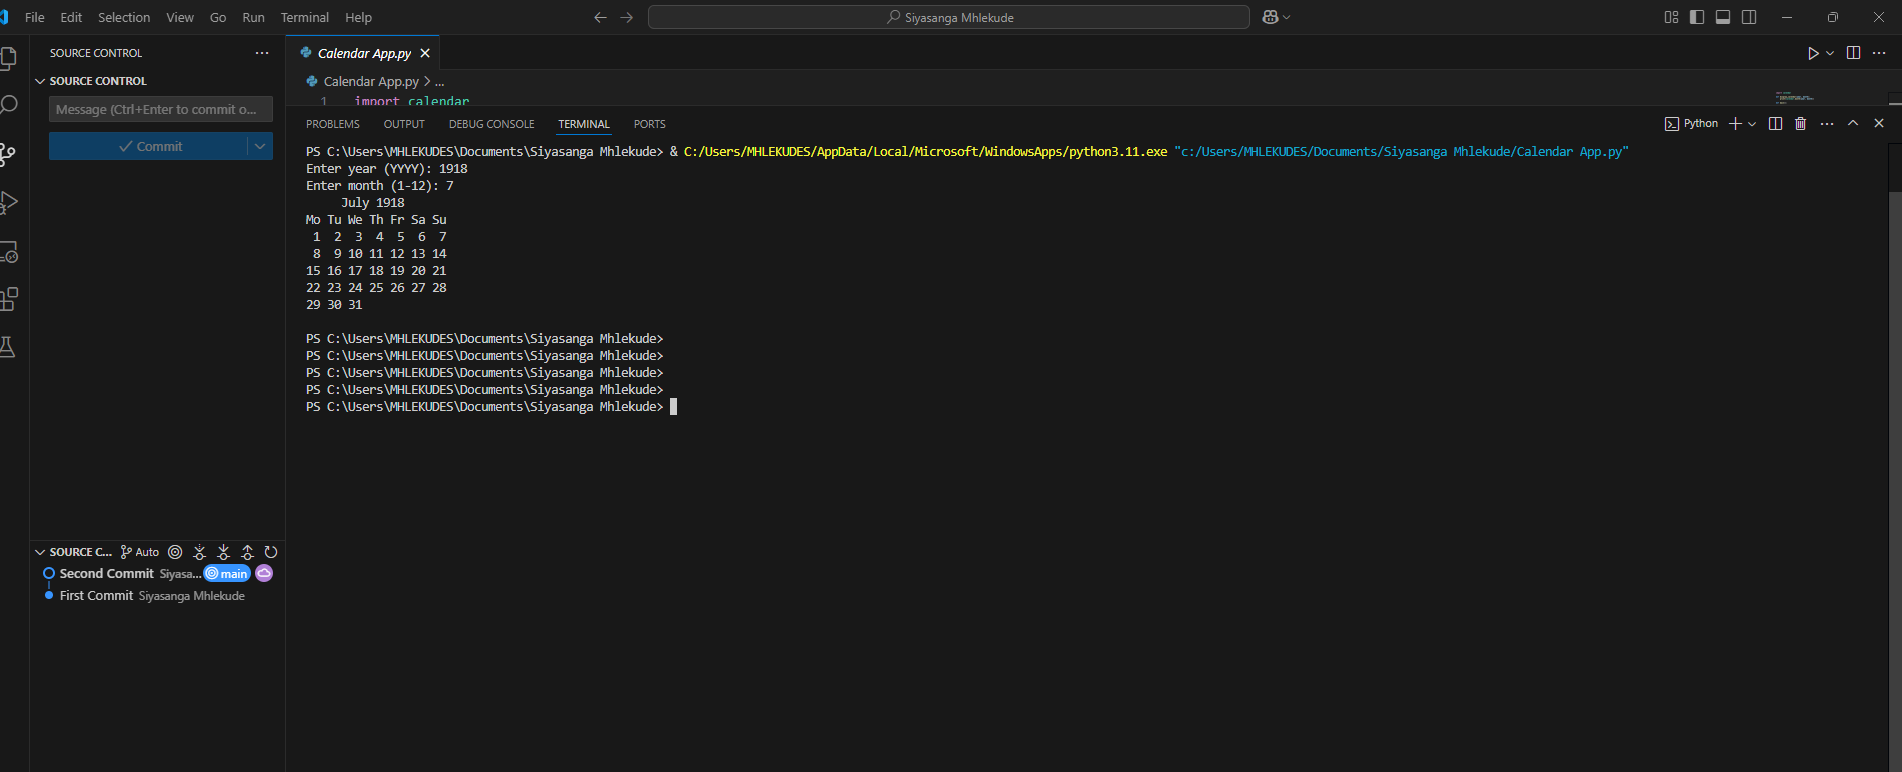 File Edit Selection View Go Run Terminal Help
Siyasanga Mhlekude
SOURCE CONTROL
SOURCE CONTROL
Message (Ctrl+Enter to commit o...
Commit
Calendar App.py
Calendar App.py > ...
1 import calendar
PROBLEMS OUTPUT DEBUG CONSOLE TERMINAL PORTS
Python
PS C:\Users\MHLEKUDES\Documents\Siyasanga Mhlekude> & C:/Users/MHLEKUDES/AppData/Local/Microsoft/WindowsApps/python3.11.exe "c:/Users/MHLEKUDES/Documents/Siyasanga Mhlekude/Calendar App.py"
Enter year (YYYY): 1918
Enter month (1-12): 7
July 1918
Mo Tu We Th Fr Sa Su
1 2 3 4 5 6 7
8 9 10 11 12 13 14
15 16 17 18 19 20 21
22 23 24 25 26 27 28
29 30 31
PS C:\Users\MHLEKUDES\Documents\Siyasanga Mhlekude>
PS C:\Users\MHLEKUDES\Documents\Siyasanga Mhlekude>
PS C:\Users\MHLEKUDES\Documents\Siyasanga Mhlekude>
PS C:\Users\MHLEKUDES\Documents\Siyasanga Mhlekude>
PS C:\Users\MHLEKUDES\Documents\Siyasanga Mhlekude>
SOURCE C... Auto
Second Commit Siyasa... main
First Commit Siyasanga Mhlekude